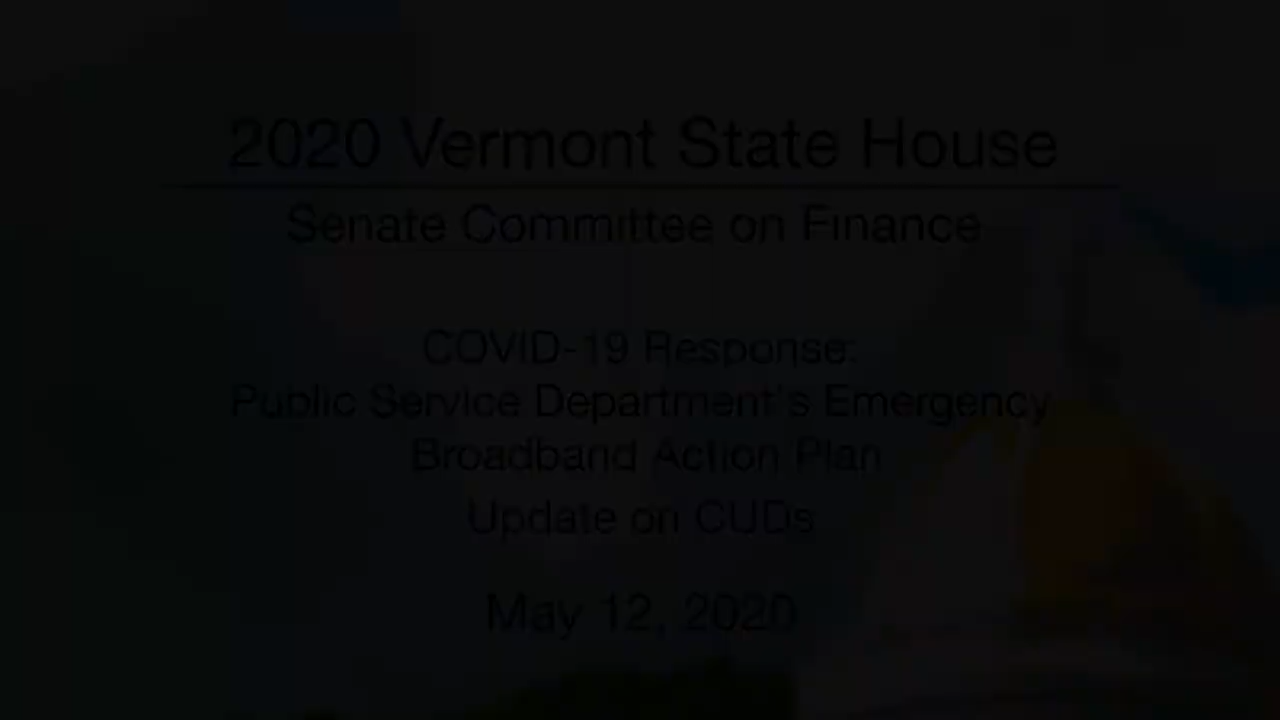 2020 Vermont State House
Senate Committee on Finance
COVID-19 Response:
Public Service Department's Emergency
Broadband Action Plan
Update on CUDs
May 12, 2020